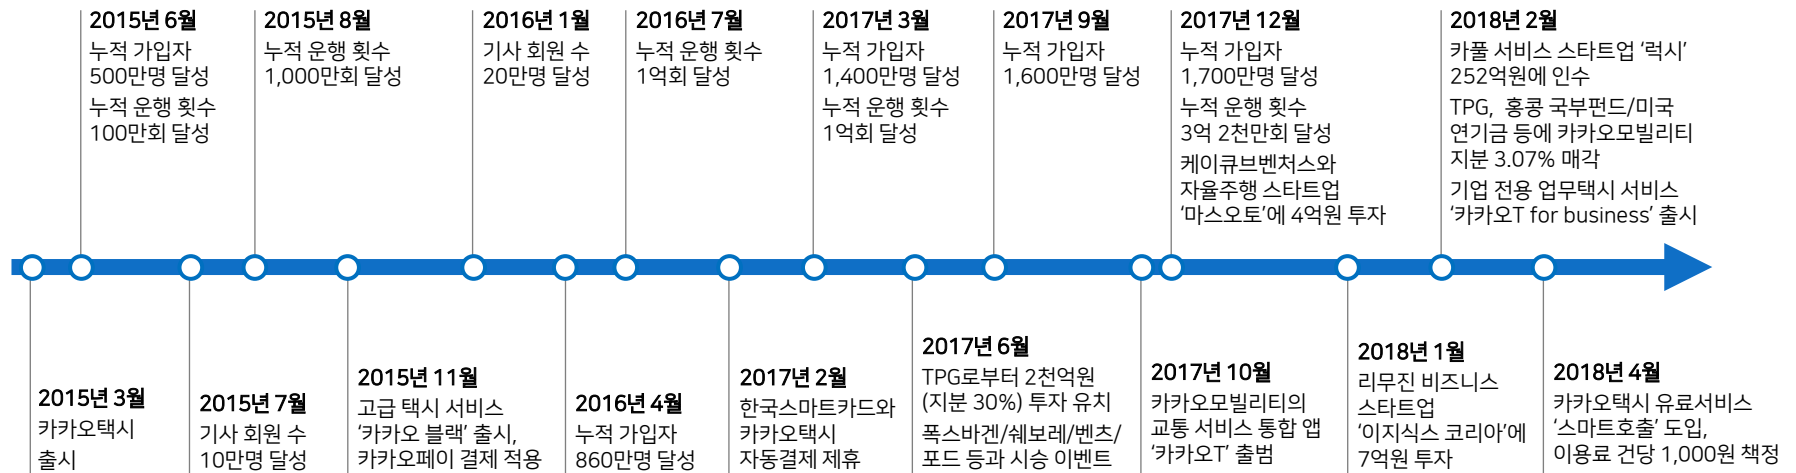 2015년 6월
누적 가입자
500만명 달성
누적 운행 횟수
100만회 달성
2015년 8월
누적 운행 횟수
1,000만회 달성
2016년 1월
기사 회원 수
20만명 달성
2016년 7월
누적 운행 횟수
1억회 달성
2017년 3월
누적 가입자
1,400만명 달성
누적 운행 횟수
1억회 달성
2017년 9월
누적 가입자
1,600만명 달성
2017년 12월
누적 가입자
1,700만명 달성
누적 운행 횟수
3억 2천만회 달성
케이큐브벤처스와
자율주행 스타트업
‘마스오토’에 4억원 투자
2018년 2월
카풀 서비스 스타트업 ‘럭시’
252억원에 인수
TPG, 홍콩 국부펀드/미국
연기금 등에 카카오모빌리티
지분 3.07% 매각
기업 전용 업무택시 서비스
‘카카오T for business’ 출시
2015년 3월
카카오택시
출시
2015년 7월
기사 회원 수
10만명 달성
2015년 11월
고급 택시 서비스
‘카카오 블랙’ 출시,
카카오페이 결제 적용
2016년 4월
누적 가입자
860만명 달성
2017년 2월
한국스마트카드와
카카오택시
자동결제 제휴
2017년 6월
TPG로부터 2천억원
(지분 30%) 투자 유치
폭스바겐/쉐보레/벤츠/
포드 등과 시승 이벤트
2017년 10월
카카오모빌리티의
교통 서비스 통합 앱
‘카카오T’ 출범
2018년 1월
리무진 비즈니스
스타트업
‘이지식스 코리아’에
7억원 투자
2018년 4월
카카오택시 유료서비스
‘스마트호출’ 도입,
이용료 건당 1,000원 책정